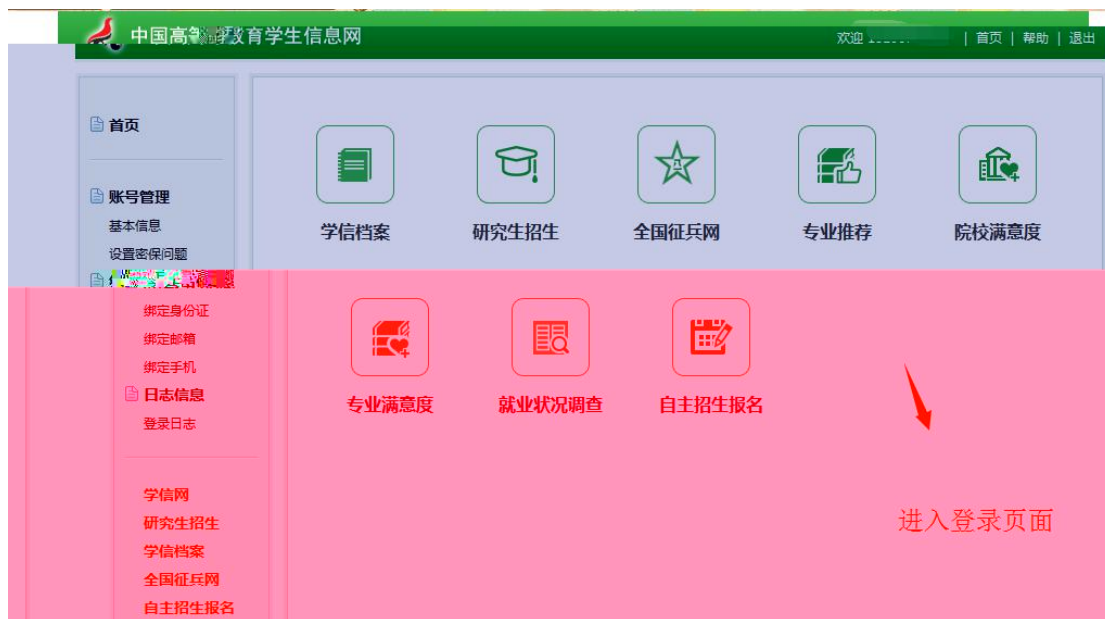 中国高等教育学生信息网
欢迎 | 首页 | 帮助 | 退出
首页
账号管理
基本信息
设置密保问题
学信档案 研究生招生 全国征兵网 专业推荐 院校满意度
绑定身份证
绑定邮箱
绑定手机
日志信息
登录日志
专业满意度 就业状况调查 自主招生报名
进入登录页面
学信网
研究生招生
学信档案
全国征兵网
自主招生报名